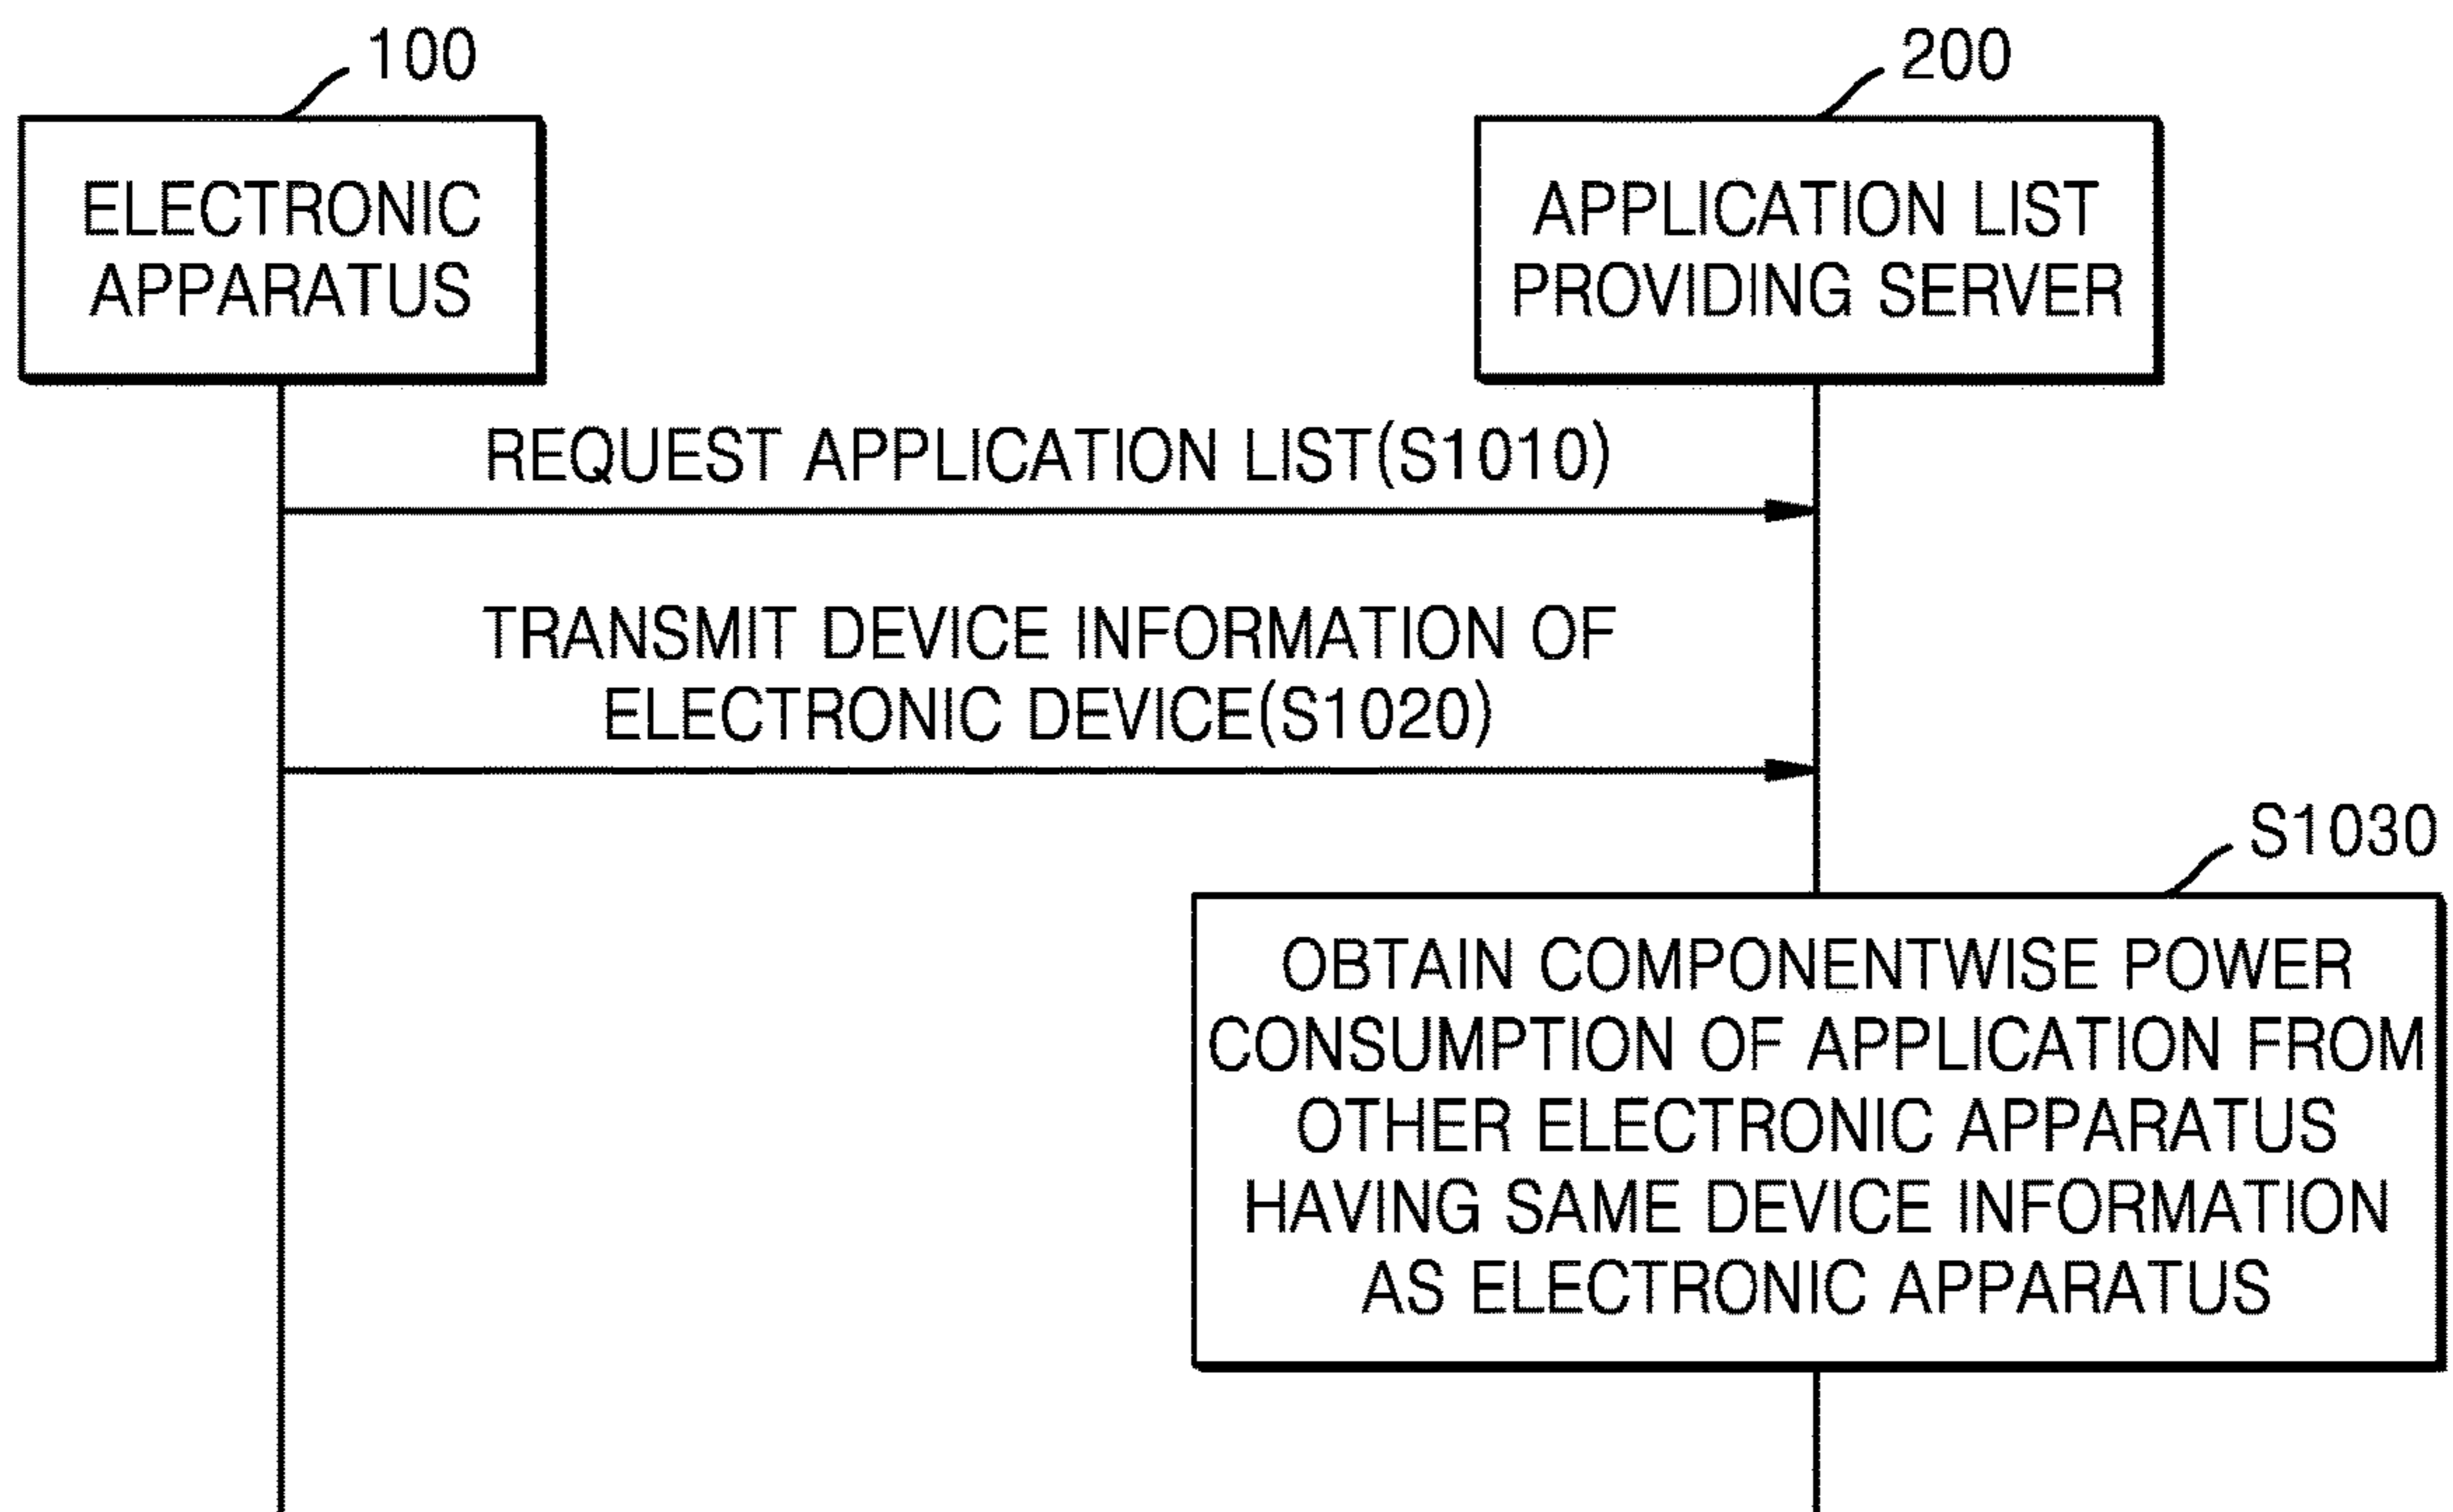 100
200
ELECTRONIC
APPARATUS
APPLICATION LIST
PROVIDING SERVER
REQUEST APPLICATION LIST(S1010)
TRANSMIT DEVICE INFORMATION OF
ELECTRONIC DEVICE(S1020)
S1030
OBTAIN COMPONENTWISE POWER
CONSUMPTION OF APPLICATION FROM
OTHER ELECTRONIC APPARATUS
HAVING SAME DEVICE INFORMATION
AS ELECTRONIC APPARATUS